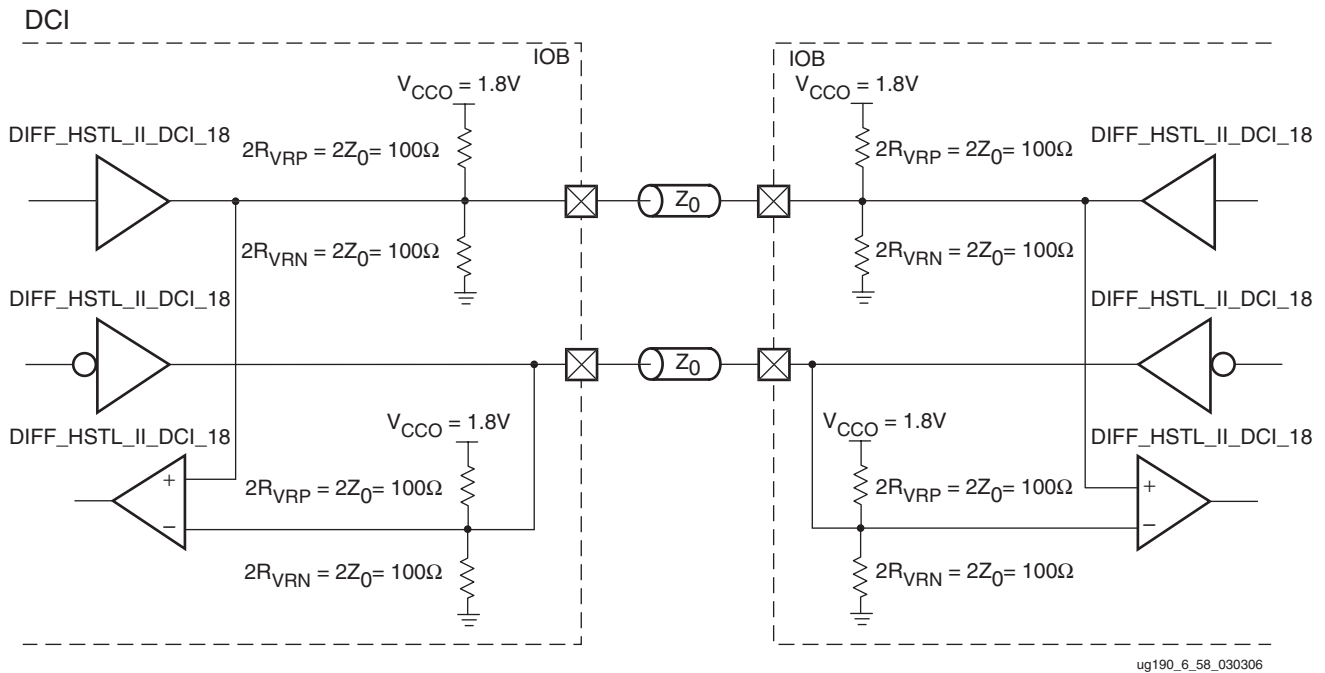 DCI
IOB
IOB
V_CCO = 1.8V
V_CCO = 1.8V
DIFF_HSTL_II_DCI_18
2R_VRP = 2Z_0= 100Ω
2R_VRP = 2Z_0= 100Ω
DIFF_HSTL_II_DCI_18
Z_0
2R_VRN = 2Z_0= 100Ω
2R_VRN = 2Z_0= 100Ω
DIFF_HSTL_II_DCI_18
DIFF_HSTL_II_DCI_18
Z_0
V_CCO = 1.8V
V_CCO = 1.8V
DIFF_HSTL_II_DCI_18
DIFF_HSTL_II_DCI_18
+
2R_VRP = 2Z_0= 100Ω
2R_VRP = 2Z_0= 100Ω
+
–
–
2R_VRN = 2Z_0= 100Ω
2R_VRN = 2Z_0= 100Ω
ug190_6_58_030306